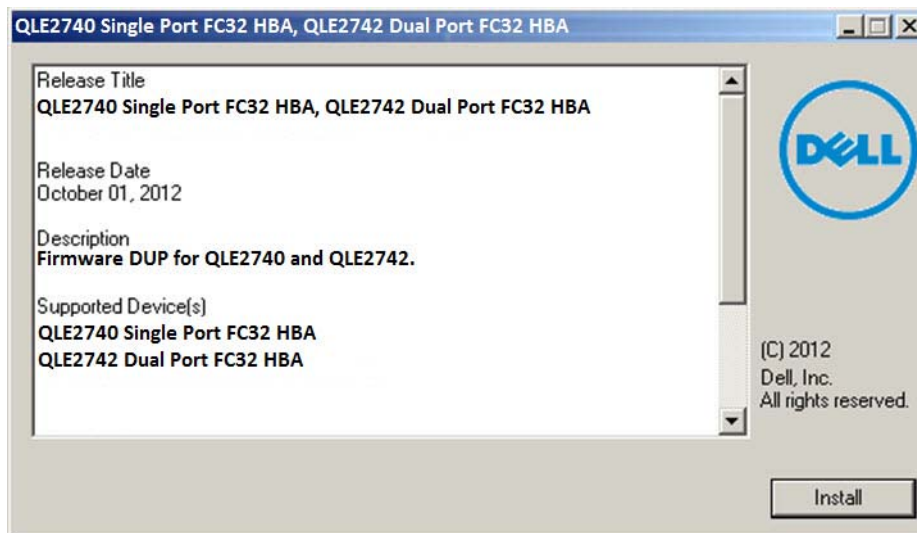 QLE2740 Single Port FC32 HBA, QLE2742 Dual Port FC32 HBA
Release Title
QLE2740 Single Port FC32 HBA, QLE2742 Dual Port FC32 HBA
Release Date
October 01, 2012
Description
Firmware DUP for QLE2740 and QLE2742.
Supported Device(s)
QLE2740 Single Port FC32 HBA
QLE2742 Dual Port FC32 HBA
DELL
(C) 2012
Dell, Inc.
All rights reserved.
Install